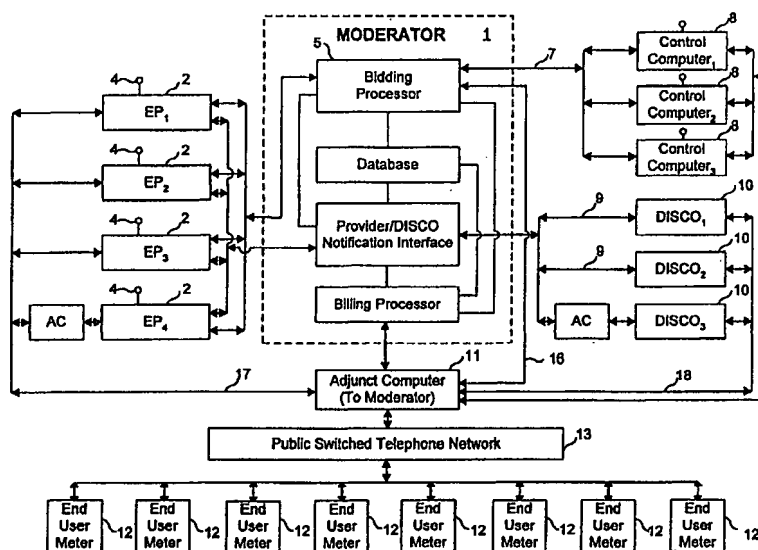 MODERATOR 1
5
Bidding
Processor
Database
Provider/DISCO
Notification Interface
Billing Processor
4 2
EP1
4 2
EP2
4 2
EP3
4 2
AC
EP4
7
8
Control
Computer1
8
Control
Computer2
8
Control
Computer3
9
10
DISCO1
9
10
DISCO2
10
AC
DISCO3
11
16
17
18
Adjunct Computer
(To Moderator)
Public Switched Telephone Network
13
End
User
Meter
12
End
User
Meter
12
End
User
Meter
12
End
User
Meter
12
End
User
Meter
12
End
User
Meter
12
End
User
Meter
12
End
User
Meter
12